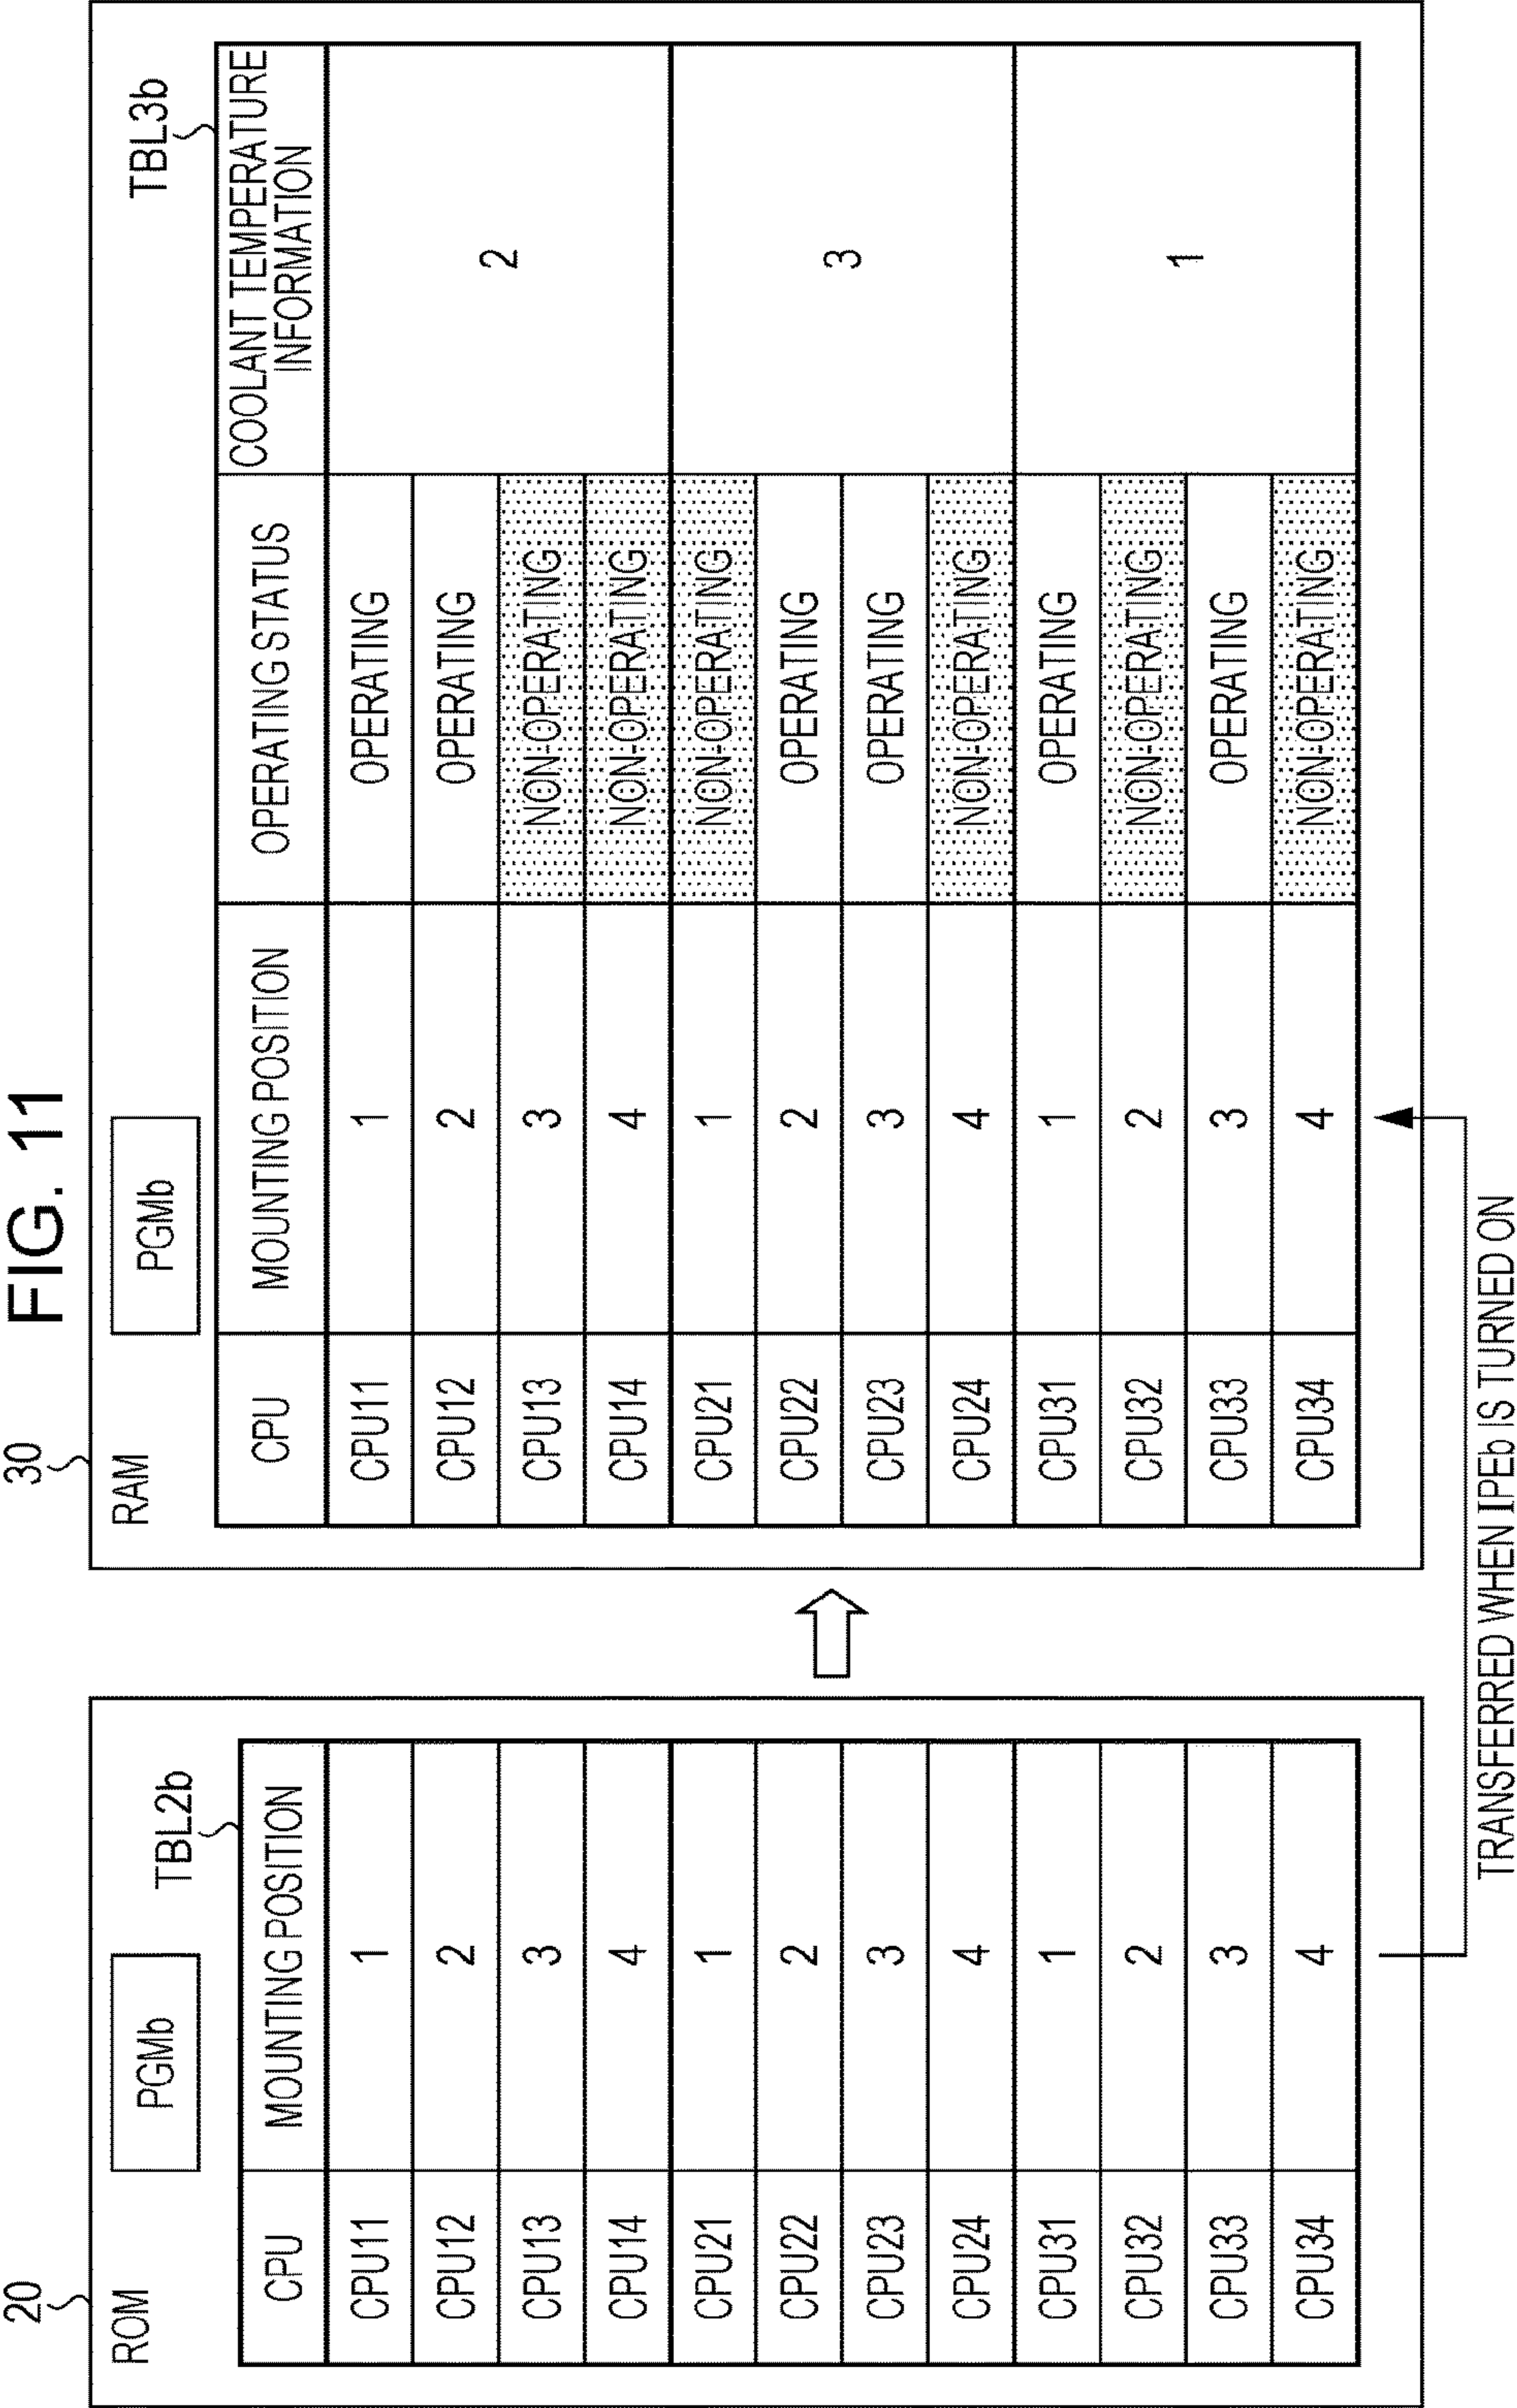 FIG. 11
20
ROM
PGMb
TBL2b
CPU MOUNTING POSITION
CPU11 1
CPU12 2
CPU13 3
CPU14 4
CPU21 1
CPU22 2
CPU23 3
CPU24 4
CPU31 1
CPU32 2
CPU33 3
CPU34 4
30
RAM
PGMb
TBL3b
CPU MOUNTING POSITION OPERATING STATUS COOLANT TEMPERATURE
INFORMATION
CPU11 1 OPERATING 2
CPU12 2 OPERATING
CPU13 3 NON-OPERATING
CPU14 4 NON-OPERATING
CPU21 1 NON-OPERATING 3
CPU22 2 OPERATING
CPU23 3 OPERATING
CPU24 4 NON-OPERATING
CPU31 1 OPERATING 1
CPU32 2 NON-OPERATING
CPU33 3 OPERATING
CPU34 4 NON-OPERATING
TRANSFERRED WHEN IPEb IS TURNED ON